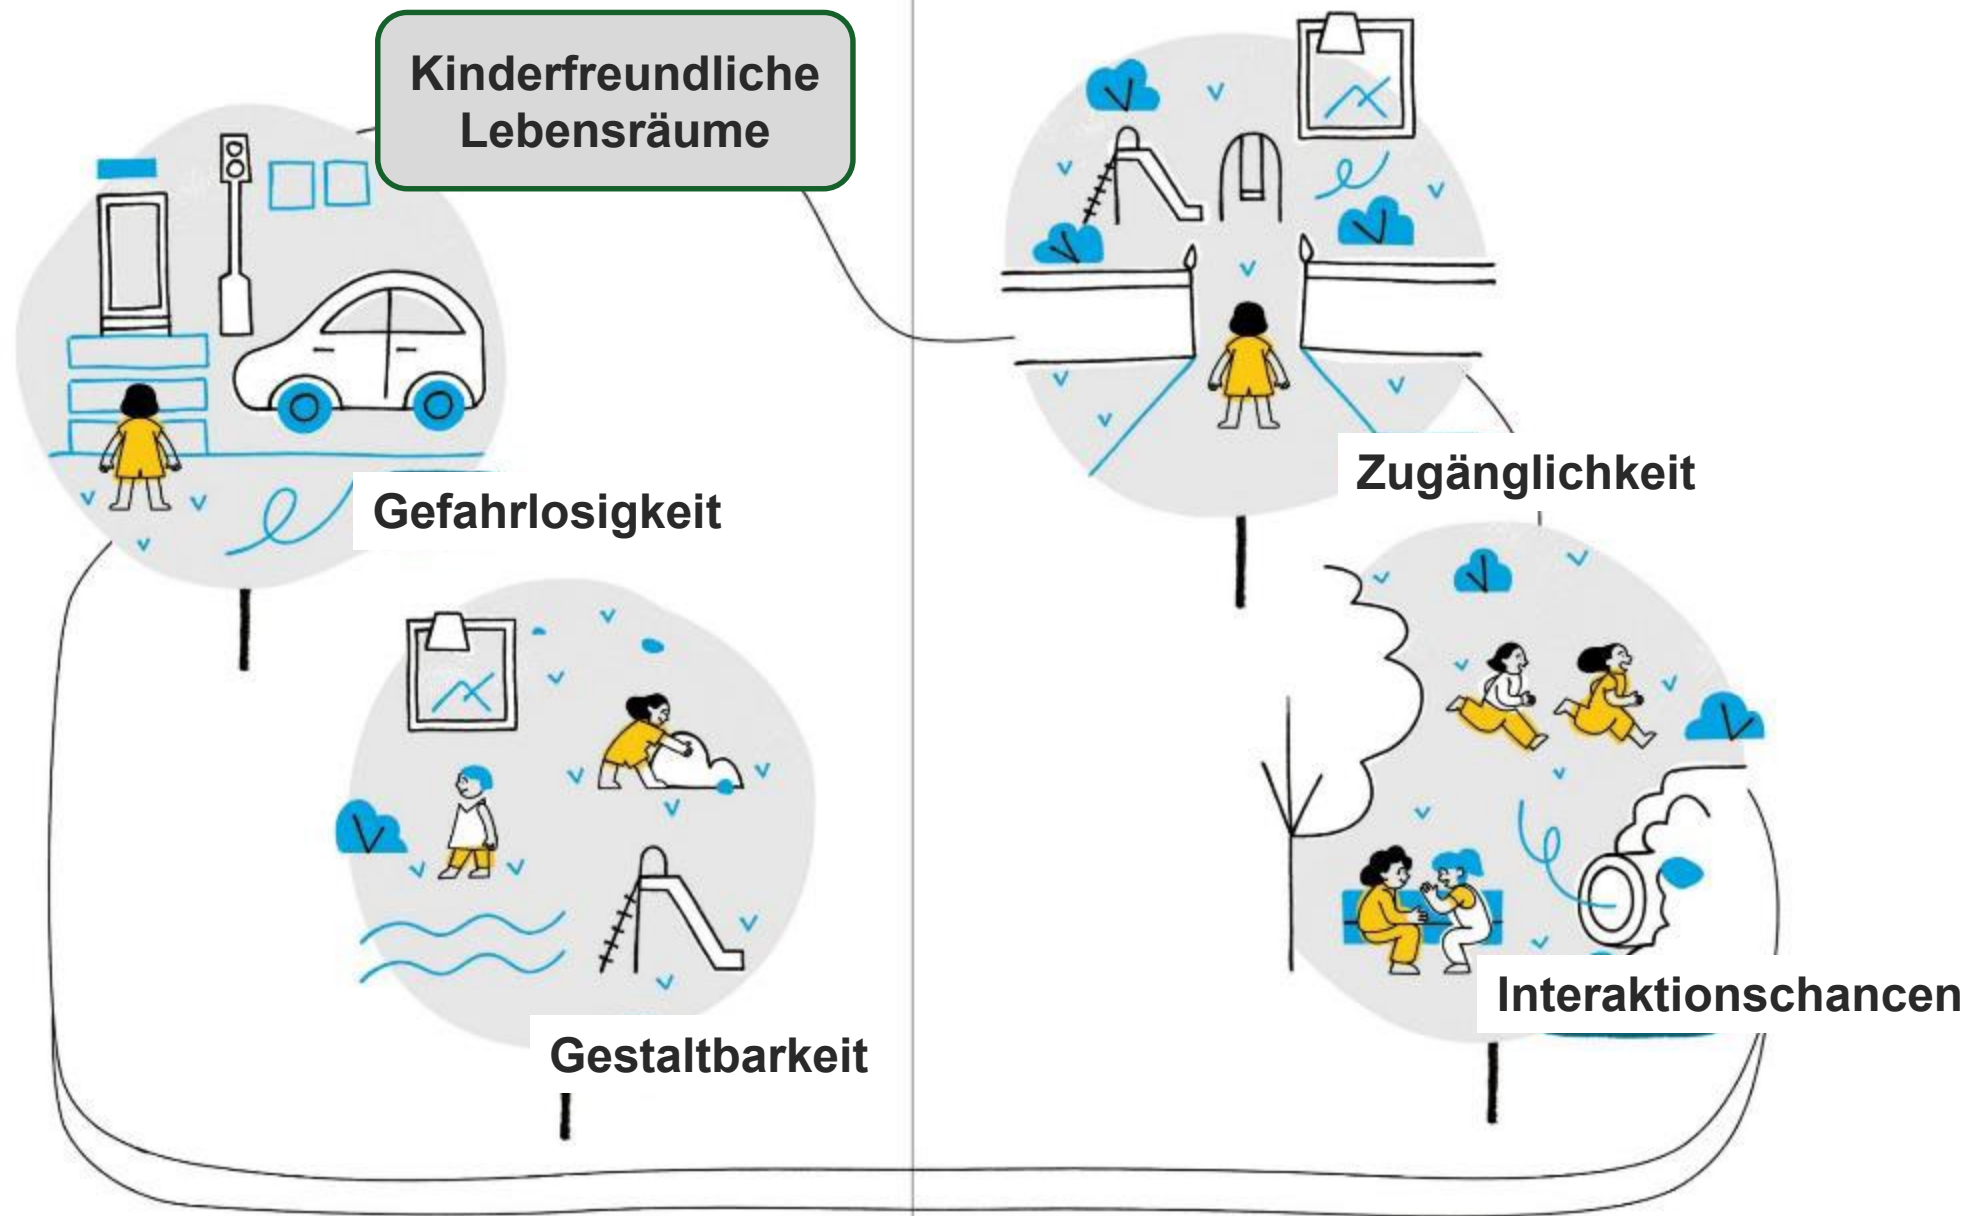 Kinderfreundliche
Lebensräume
Gefahrlosigkeit
Zugänglichkeit
Gestaltbarkeit
Interaktionschancen